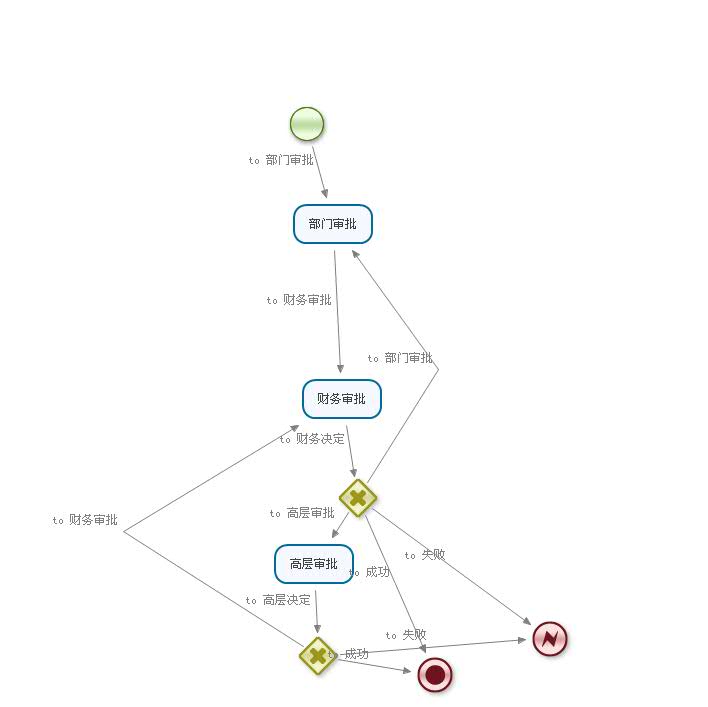 to 部门审批
部门审批
to 财务审批
to 部门审批
财务审批
to 财务决定
to 高层审批
to 财务审批
to 失败
高层审批
to 成功
to 高层决定
to 失败
to 成功